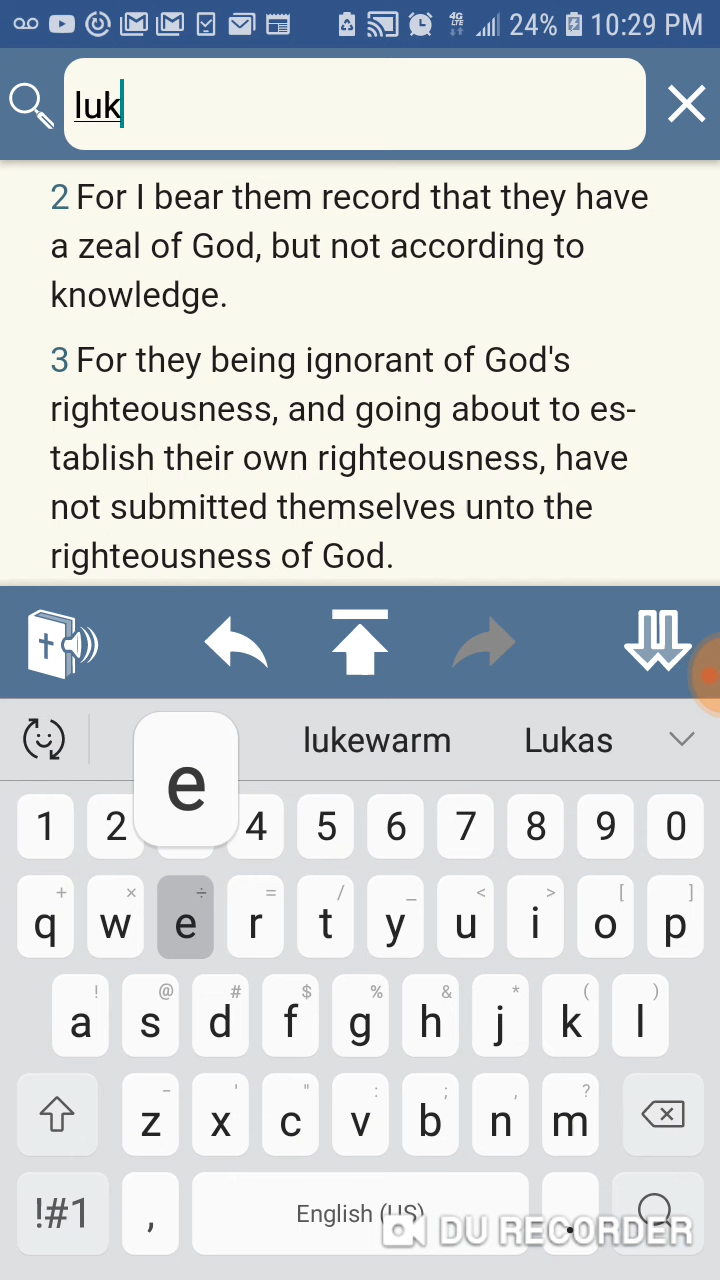 4G LTE 24% 10:29 PM
luk
2 For I bear them record that they have
a zeal of God, but not according to
knowledge.
3 For they being ignorant of God's
righteousness, and going about to es-
tablish their own righteousness, have
not submitted themselves unto the
righteousness of God.
e lukewarm Lukas
1 2 4 5 6 7 8 9 0
+ × ÷ = / _ < > [ ]
q w e r t y u i o p
! @ # $ % & * ( )
a s d f g h j k l
- ' " : ; , ?
z x c v b n m
!#1 , English (US) .
DU RECORDER